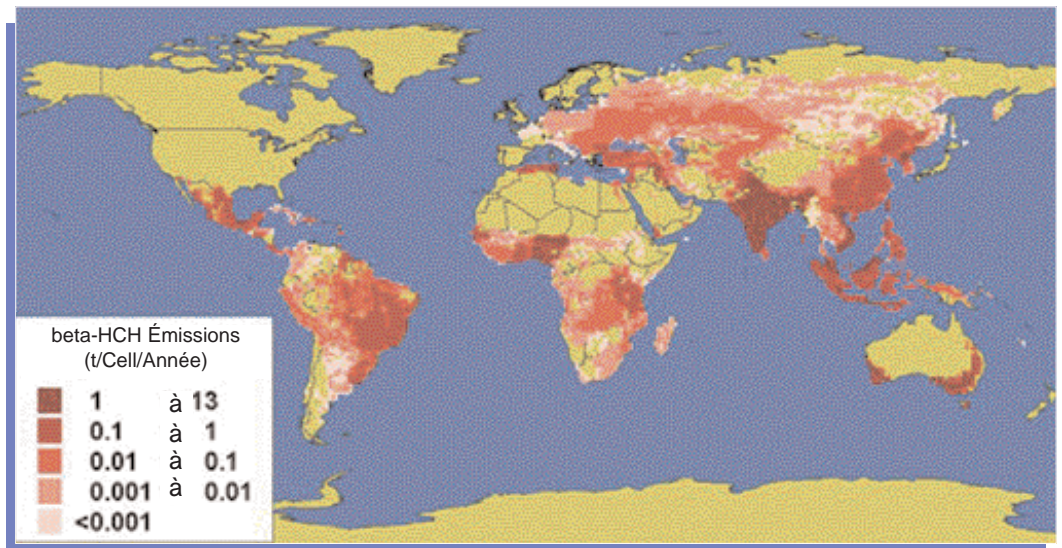 beta-HCH Émissions
(t/Cell/Année)
1 à 13
0.1 à 1
0.01 à 0.1
0.001 à 0.01
<0.001